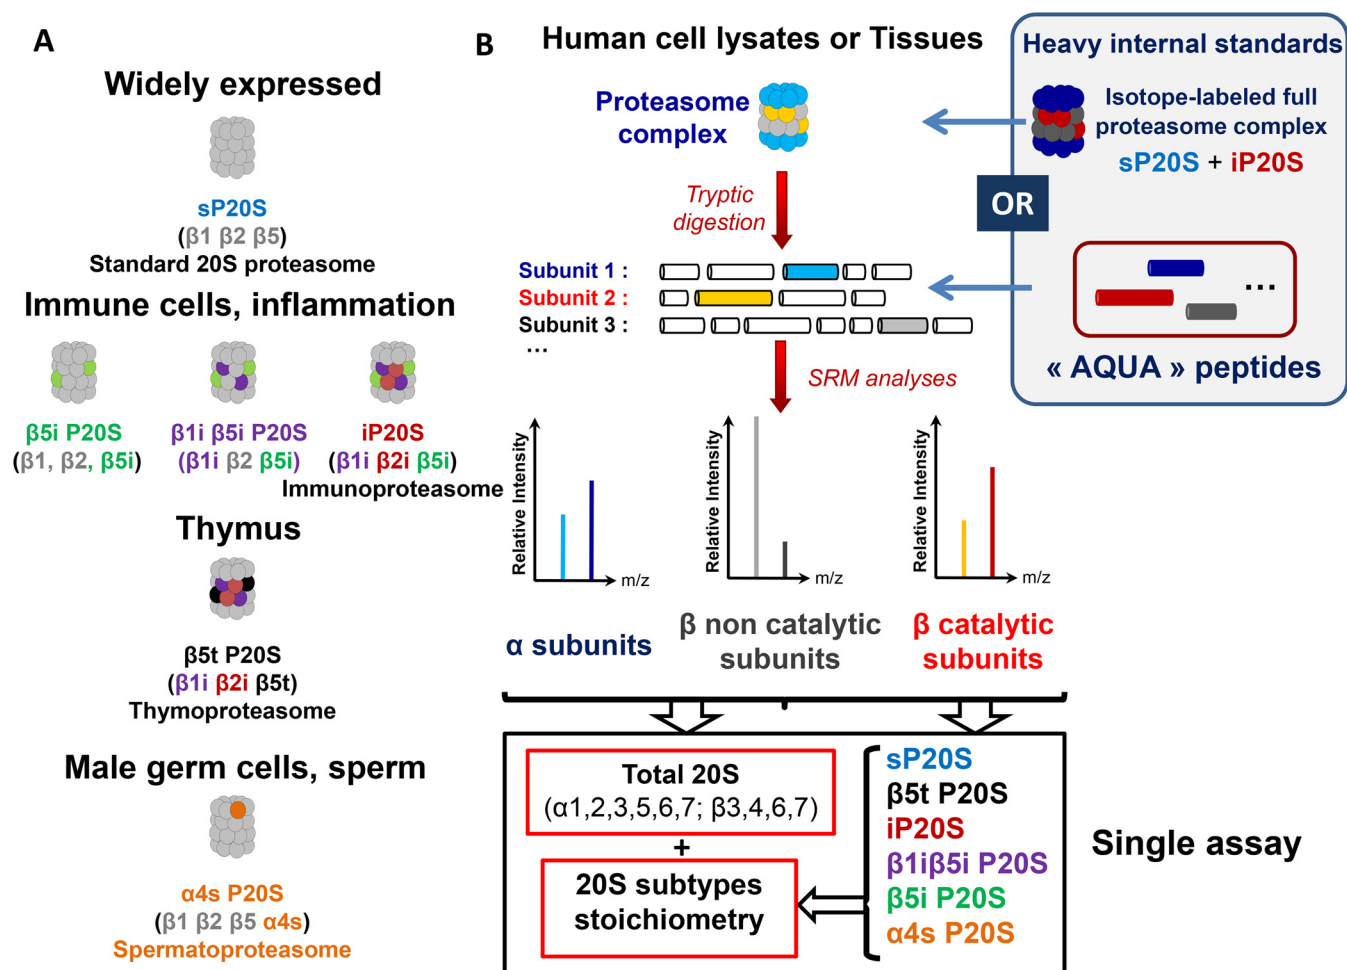 A
Widely expressed
sP20S
(β1 β2 β5)
Standard 20S proteasome
Immune cells, inflammation
β5i P20S
(β1, β2, β5i)
β1i β5i P20S
(β1i β2 β5i)
iP20S
(β1i β2i β5i)
Immunoproteasome
Thymus
β5t P20S
(β1i β2i β5t)
Thymoproteasome
Male germ cells, sperm
α4s P20S
(β1 β2 β5 α4s)
Spermatoproteasome
B
Human cell lysates or Tissues
Proteasome
complex
Heavy internal standards
Isotope-labeled full
proteasome complex
sP20S + iP20S
OR
« AQUA » peptides
...
Tryptic
digestion
Subunit 1 :
Subunit 2 :
Subunit 3 :
...
SRM analyses
Relative Intensity
m/z
Relative Intensity
m/z
Relative Intensity
m/z
α subunits
β non catalytic
subunits
β catalytic
subunits
Total 20S
(α1,2,3,5,6,7; β3,4,6,7)
+
20S subtypes
stoichiometry
sP20S
β5t P20S
iP20S
β1iβ5i P20S
β5i P20S
α4s P20S
Single assay